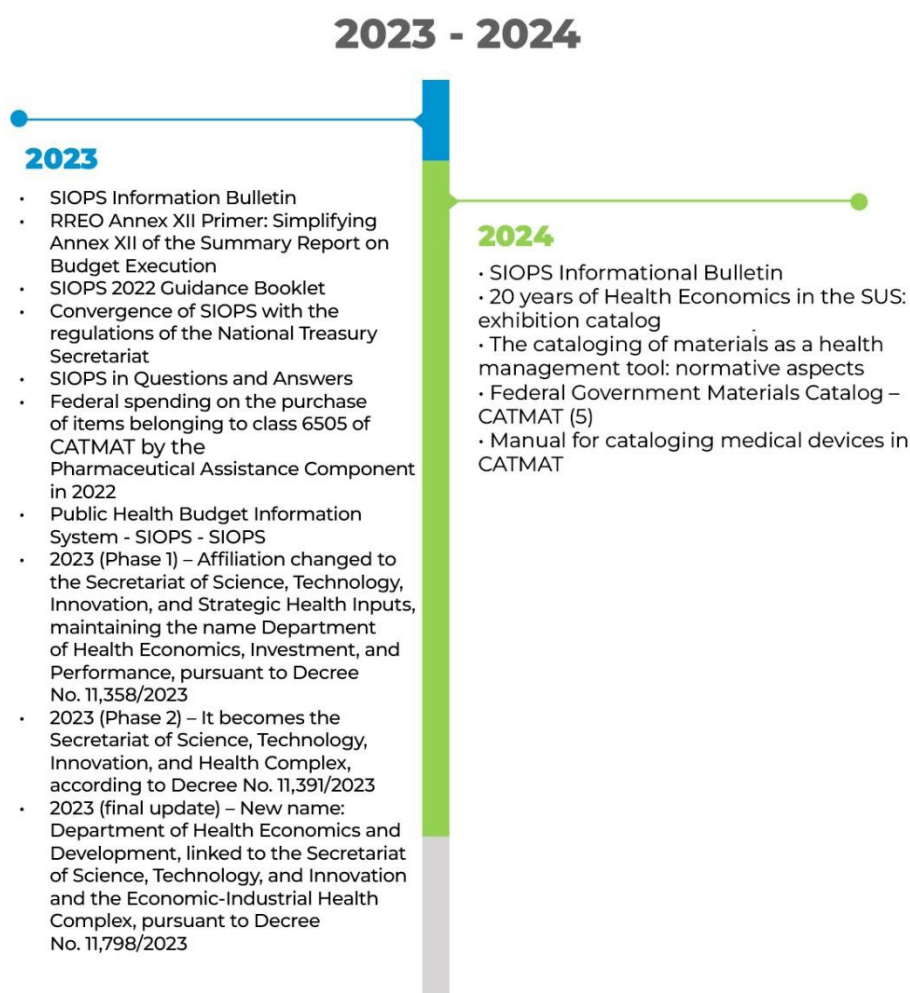 2023 - 2024
2023
• SIOPS Information Bulletin
• RREO Annex XII Primer: Simplifying
Annex XII of the Summary Report on
Budget Execution
• SIOPS 2022 Guidance Booklet
• Convergence of SIOPS with the
regulations of the National Treasury
Secretariat
• SIOPS in Questions and Answers
• Federal spending on the purchase
of items belonging to class 6505 of
CATMAT by the
Pharmaceutical Assistance Component
in 2022
• Public Health Budget Information
System - SIOPS - SIOPS
• 2023 (Phase 1) – Affiliation changed to
the Secretariat of Science, Technology,
Innovation, and Strategic Health Inputs,
maintaining the name Department
of Health Economics, Investment, and
Performance, pursuant to Decree
No. 11,358/2023
• 2023 (Phase 2) – It becomes the
Secretariat of Science, Technology,
Innovation, and Health Complex,
according to Decree No. 11,391/2023
• 2023 (final update) – New name:
Department of Health Economics and
Development, linked to the Secretariat
of Science, Technology, and Innovation
and the Economic-Industrial Health
Complex, pursuant to Decree
No. 11,798/2023
2024
• SIOPS Informational Bulletin
• 20 years of Health Economics in the SUS:
exhibition catalog
• The cataloging of materials as a health
management tool: normative aspects
• Federal Government Materials Catalog –
CATMAT (5)
• Manual for cataloging medical devices in
CATMAT